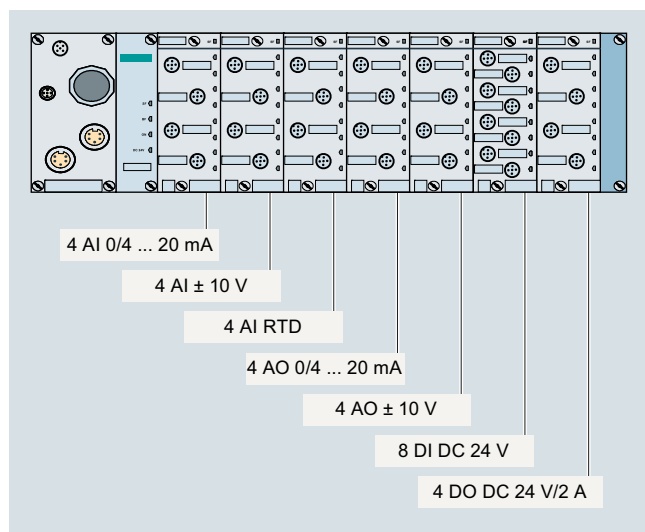 4 AI 0/4 ... 20 mA
4 AI ± 10 V
4 AI RTD
4 AO 0/4 ... 20 mA
4 AO ± 10 V
8 DI DC 24 V
4 DO DC 24 V/2 A